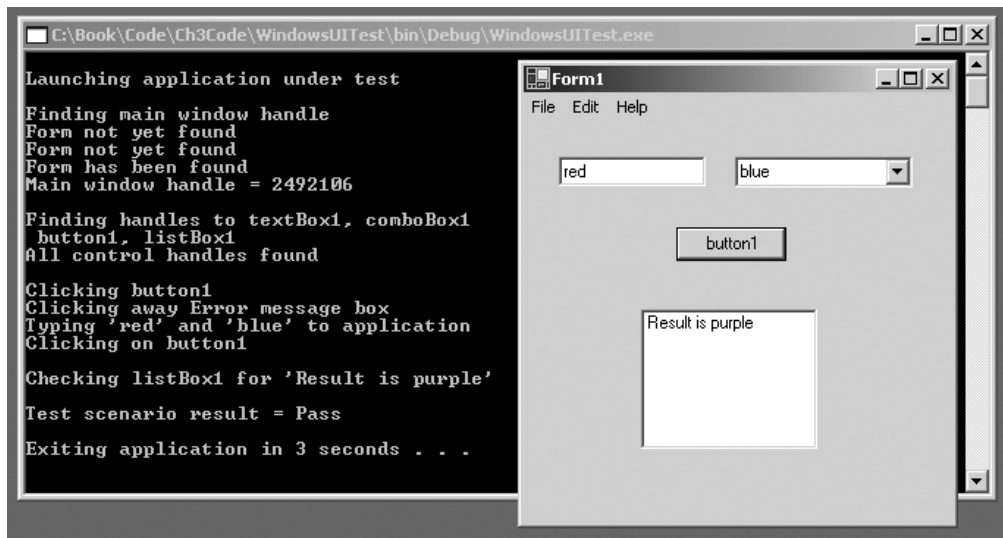 C:\Book\Code\Ch3Code\WindowsUITest\bin\Debug\WindowsUITest.exe
Launching application under test
Finding main window handle
Form not yet found
Form not yet found
Form has been found
Main window handle = 2492106
Finding handles to textBox1, comboBox1
button1, listBox1
All control handles found
Clicking button1
Clicking away Error message box
Typing 'red' and 'blue' to application
Clicking on button1
Checking listBox1 for 'Result is purple'
Test scenario result = Pass
Exiting application in 3 seconds . . .
Form1
File Edit Help
red blue
button1
Result is purple